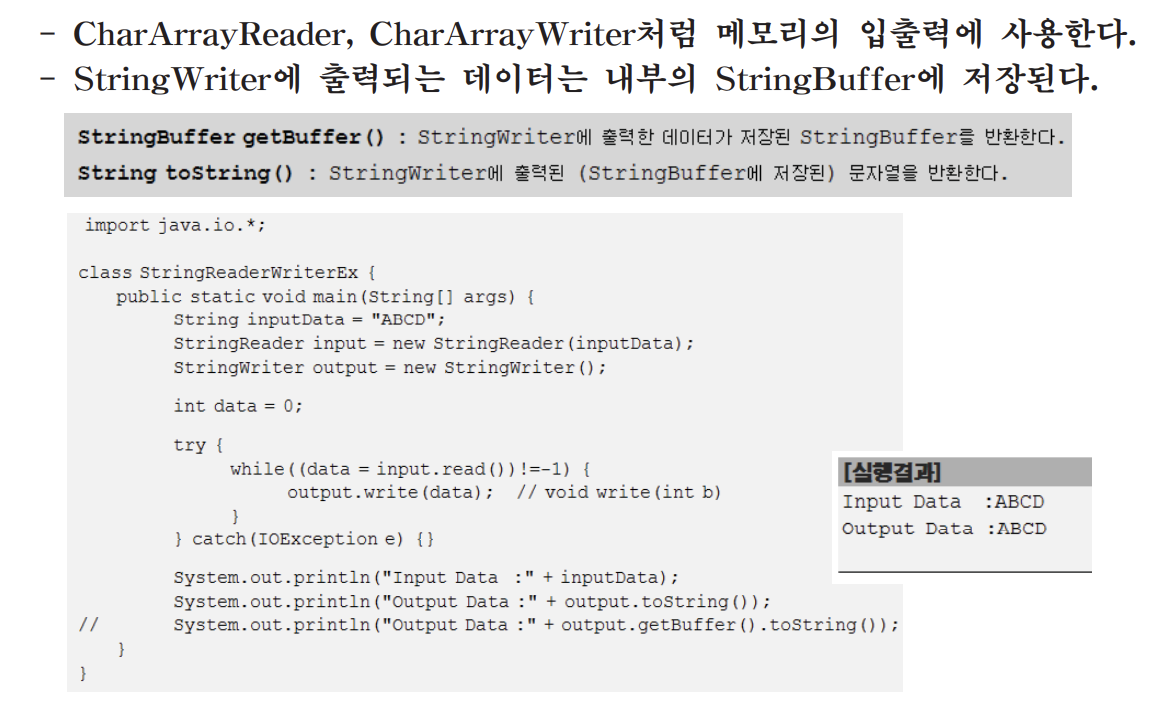 - CharArrayReader, CharArrayWriter처럼 메모리의 입출력에 사용한다.
- StringWriter에 출력되는 데이터는 내부의 StringBuffer에 저장된다.
StringBuffer getBuffer() : StringWriter에 출력한 데이터가 저장된 StringBuffer를 반환한다.
String toString() : StringWriter에 출력된 (StringBuffer에 저장된) 문자열을 반환한다.
import java.io.*;
class StringReaderWriterEx {
public static void main(String[] args) {
String inputData = "ABCD";
StringReader input = new StringReader(inputData);
StringWriter output = new StringWriter();
int data = 0;
try {
while((data = input.read())!=-1) {
output.write(data); // void write(int b)
}
} catch(IOException e) {}
System.out.println("Input Data :" + inputData);
System.out.println("Output Data :" + output.toString());
// System.out.println("Output Data :" + output.getBuffer().toString());
}
}
[실행결과]
Input Data :ABCD
Output Data :ABCD